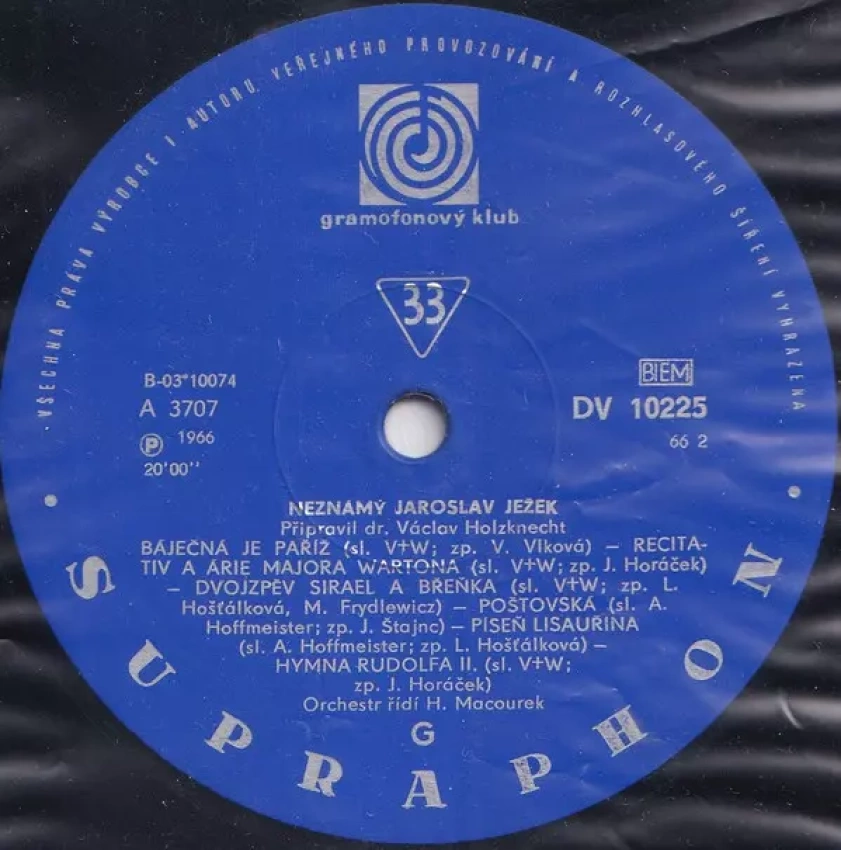 VŠECHNA PRÁVA VÝROBCE I AUTORU VEŘEJNÉHO PROVOZOVÁNÍ A ROZHLASOVÉHO ŠÍŘENÍ VYHRAZENA
gramofonový klub
33
B-03*10074
A 3707
P 1966
20'00''
BIEM
DV 10225
66 2
NEZNÁMÝ JAROSLAV JEŽEK
Připravil dr. Václav Holzknecht
BÁJEČNÁ JE PAŘÍŽ (sl. V+W; zp. V. Vlková) – RECITA-
TIV A ÁRIE MAJORA WARTONA (sl. V+W; zp. J. Horáček)
– DVOJZPĚV SIRAEL A BŘEŇKA (sl. V+W; zp. L.
Hošťálková, M. Frydlewicz) – POŠTOVSKÁ (sl. A.
Hoffmeister; zp. J. Štajnc) – PÍSEŇ LISAURINA
(sl. A. Hoffmeister; zp. L. Hošťálková) –
HYMNA RUDOLFA II. (sl. V+W;
zp. J. Horáček)
Orchestr řídí H. Macourek
G
SUPRAPHON